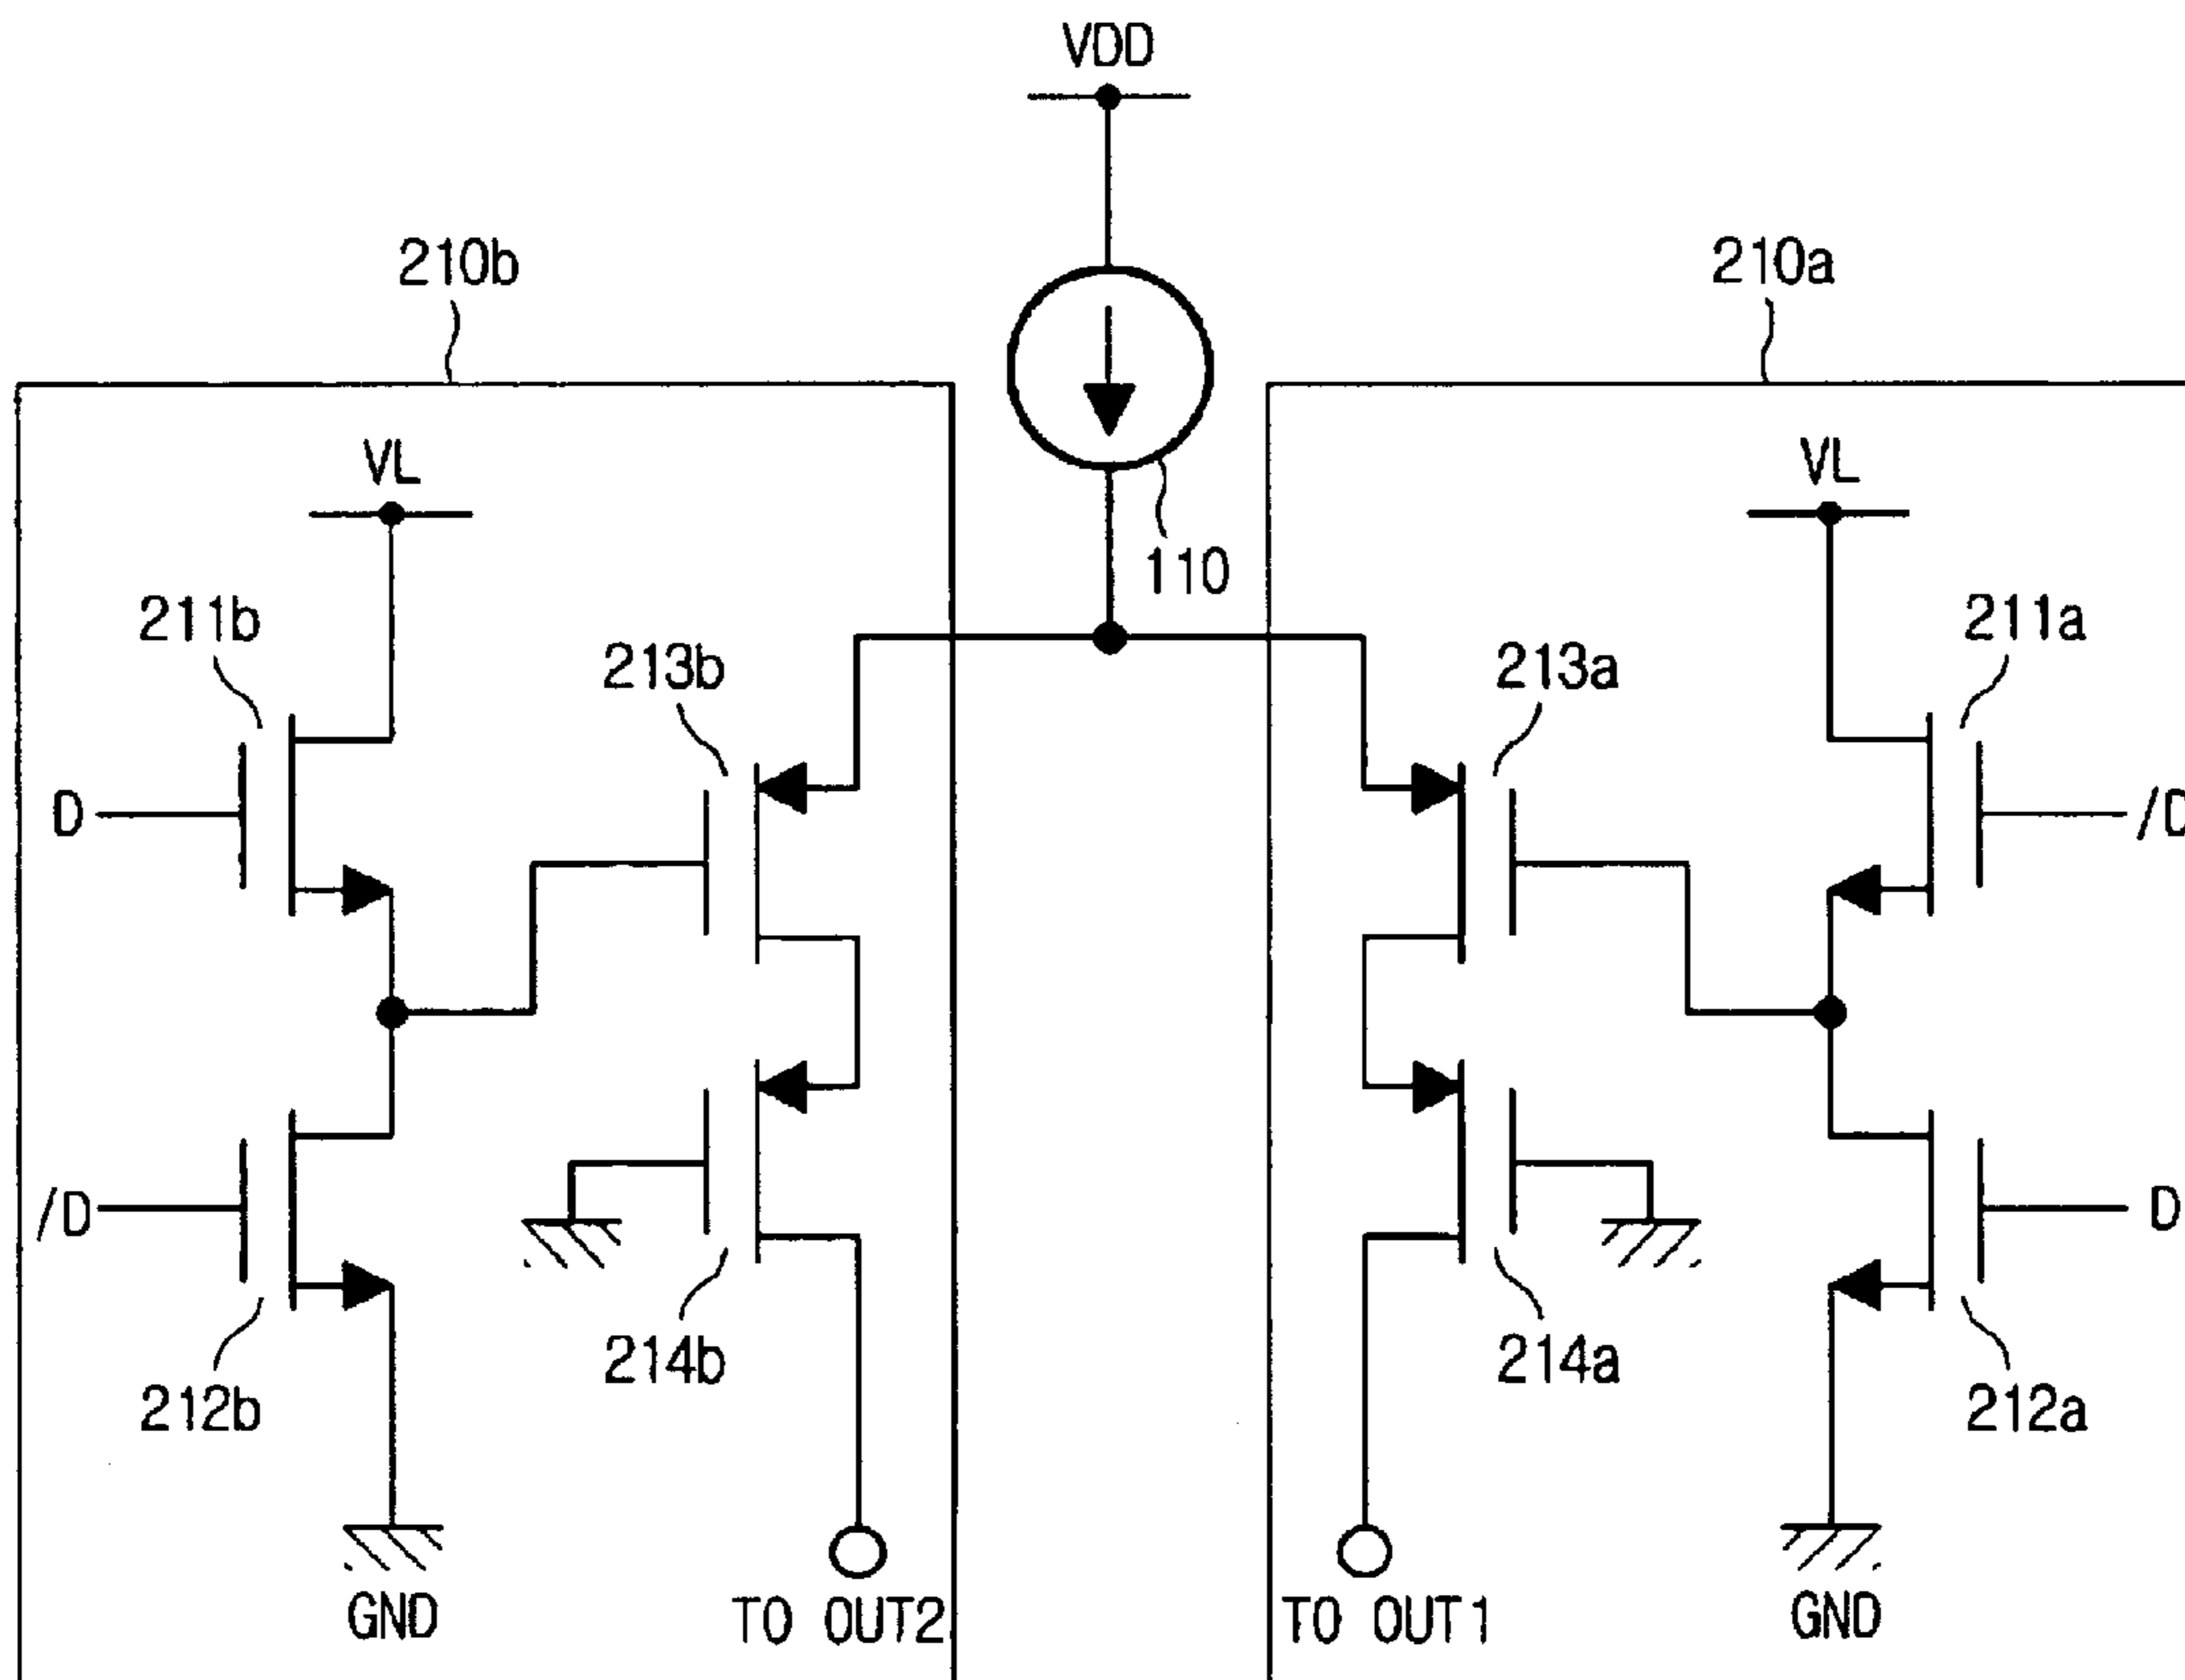 VDD
210b
210a
VL
VL
110
211b
211a
213b
213a
D
/D
/D
D
214b
214a
212b
212a
GND
TO OUT2
TO OUT1
GND